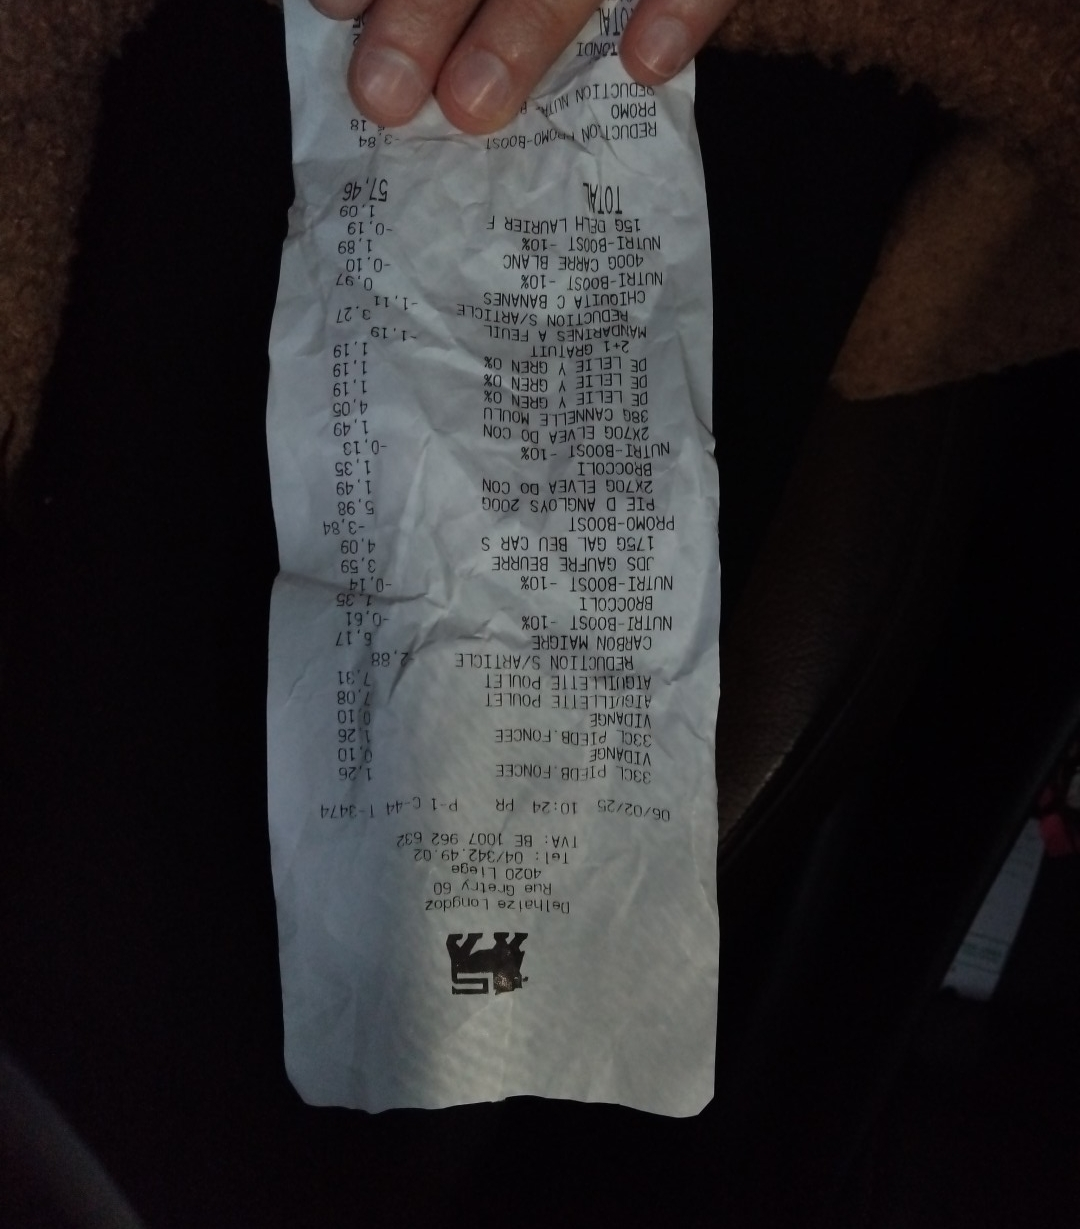 Delhaize Longdoz
Rue Gretry 60
4020 Liege
Tel: 04/342.49.02
TVA: BE 1007 962 632
06/02/25 10:24 PR P-1 C-44 T-3474
33CL PIEDB.FONCEE 1,26
VIDANGE 0,10
33CL PIEDB.FONCEE 1,26
VIDANGE 0,10
AIGUILLETTE POULET 7,08
AIGUILLETTE POULET 7,31
REDUCTION S/ARTICLE -2,88
CARBON MAIGRE 6,17
NUTRI-BOOST -10% -0,61
BROCCOLI 1,35
NUTRI-BOOST -10% -0,14
JDS GAUFRE BEURRE 3,59
175G GAL BEU CAR S 4,09
PROMO-BOOST -3,84
PIE D ANGLOYS 200G 5,98
2X70G ELVEA DO CON 1,49
BROCCOLI 1,35
NUTRI-BOOST -10% -0,13
2X70G ELVEA DO CON 1,49
38G CANNELLE MOULU 4,05
DE LELIE Y GREN 0% 1,19
DE LELIE Y GREN 0% 1,19
DE LELIE Y GREN 0% 1,19
2+1 GRATUIT -1,19
MANDARINES A FEUIL 3,27
REDUCTION S/ARTICLE -1,11
CHIQUITA C BANANES 0,97
NUTRI-BOOST -10% -0,10
400G CARRE BLANC 1,89
NUTRI-BOOST -10% -0,19
15G DELH LAURIER F 1,09
TOTAL 57,46
REDUCTION PROMO-BOOST -3,84
PROMO
REDUCTION